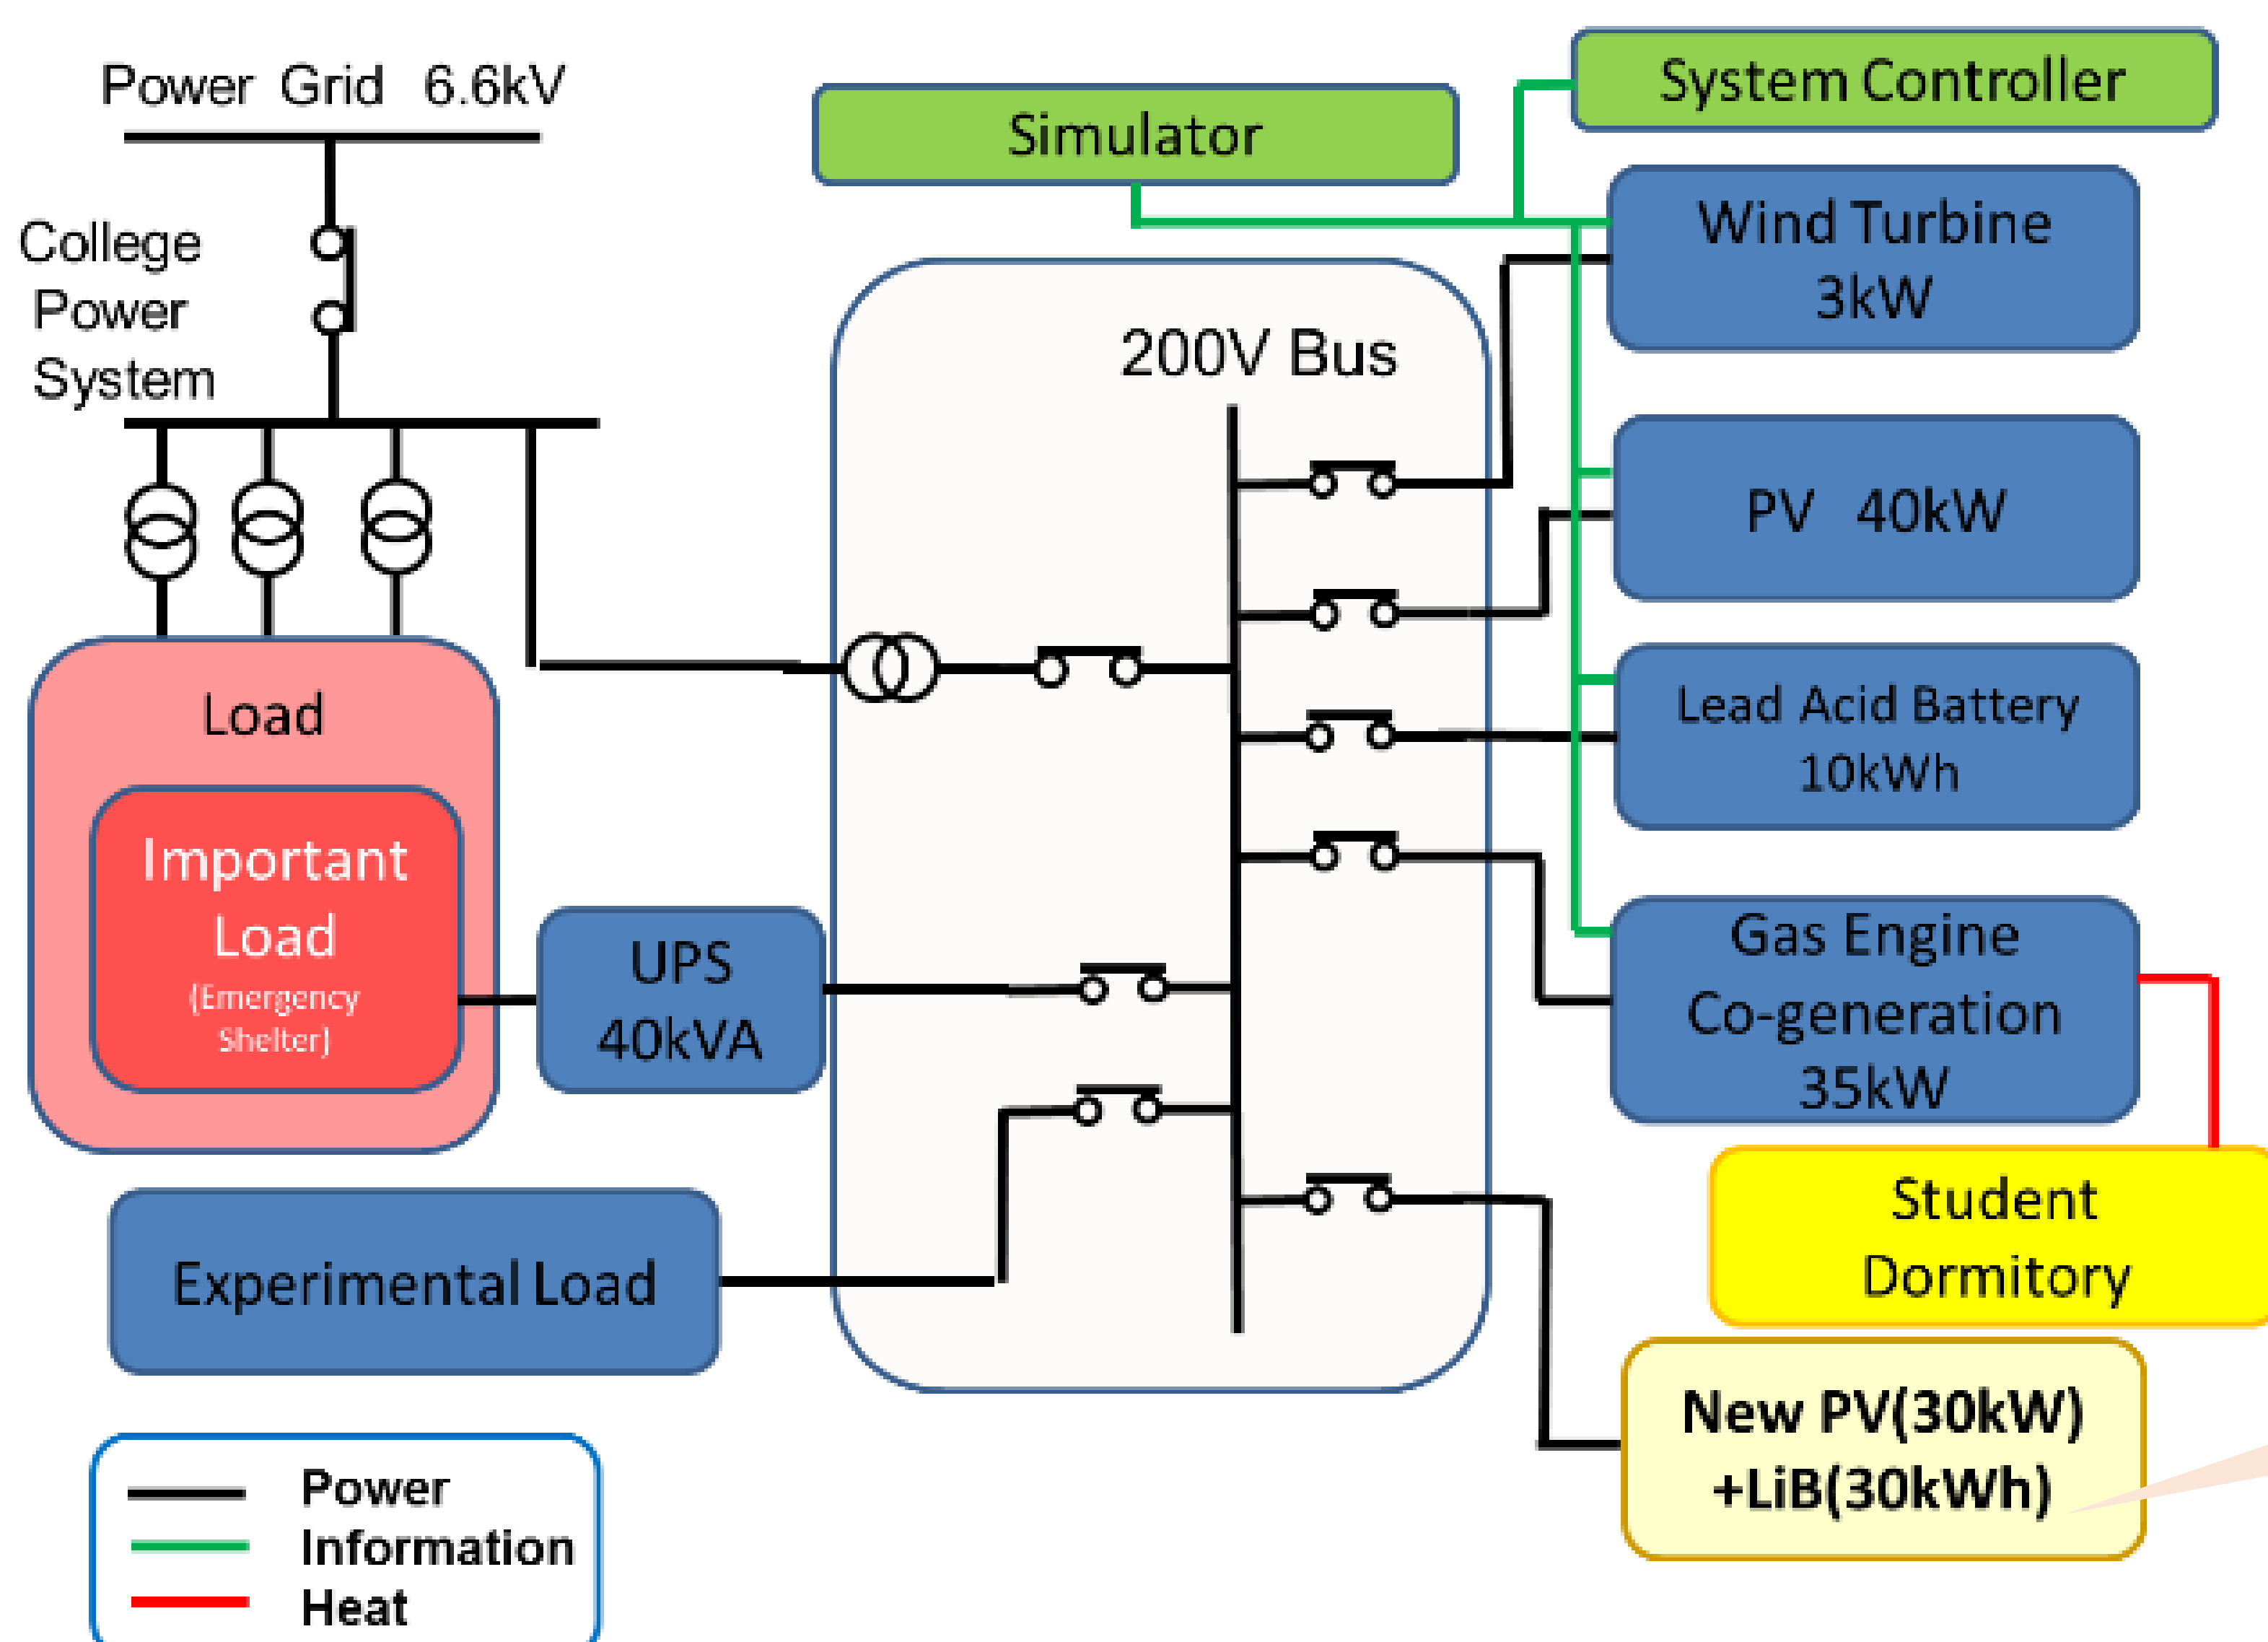 Power Grid 6.6kV
College
Power
System
Simulator
System Controller
Wind Turbine
3kW
200V Bus
PV 40kW
Load
Lead Acid Battery
10kWh
Important
Load
(Emergency
Shelter)
UPS
40kVA
Gas Engine
Co-generation
35kW
Student
Dormitory
Experimental Load
New PV(30kW)
+LiB(30kWh)
Power
Information
Heat